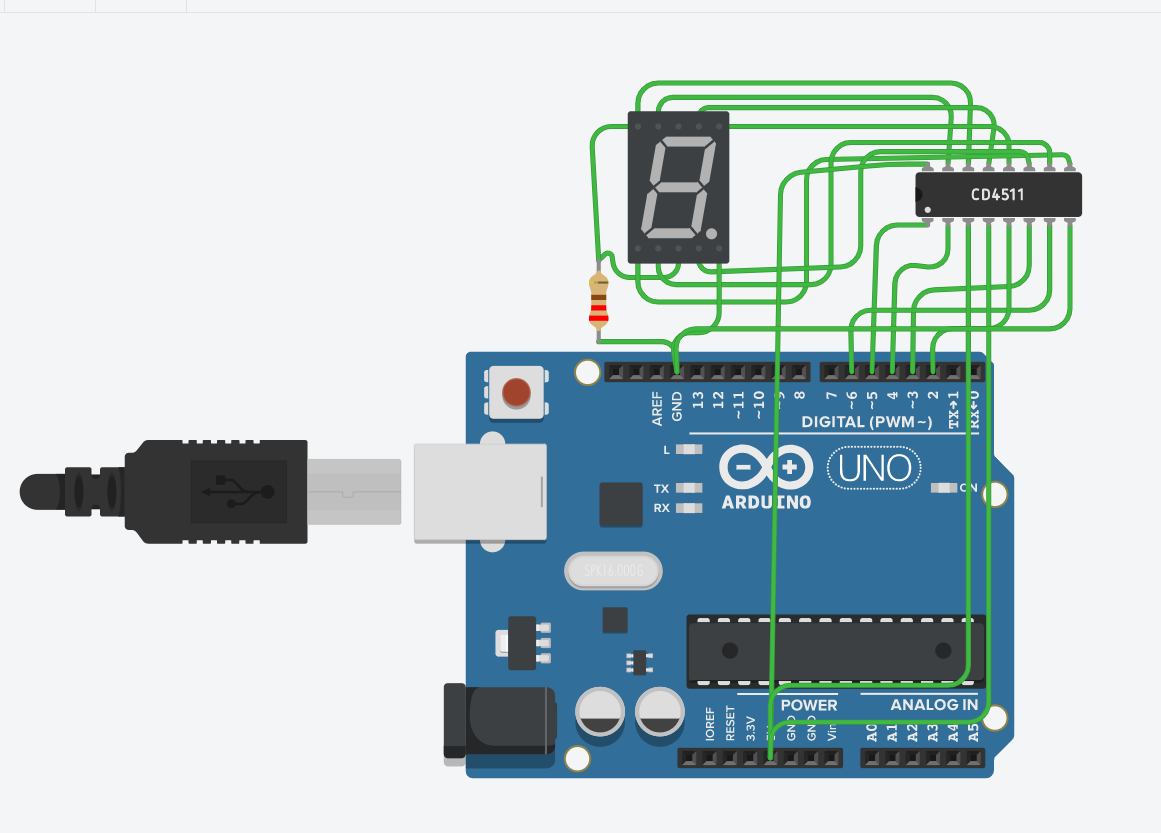 CD4511
AREF
GND
13
12
~11
~10
~9
8
7
~6
~5
4
~3
2
TX→1
RX←0
DIGITAL (PWM~)
L
TX
RX
ARDUINO
UNO
ON
SPK16.000G
POWER
ANALOG IN
IOREF
RESET
3.3V
GND
GND
Vin
A0
A1
A2
A3
A4
A5